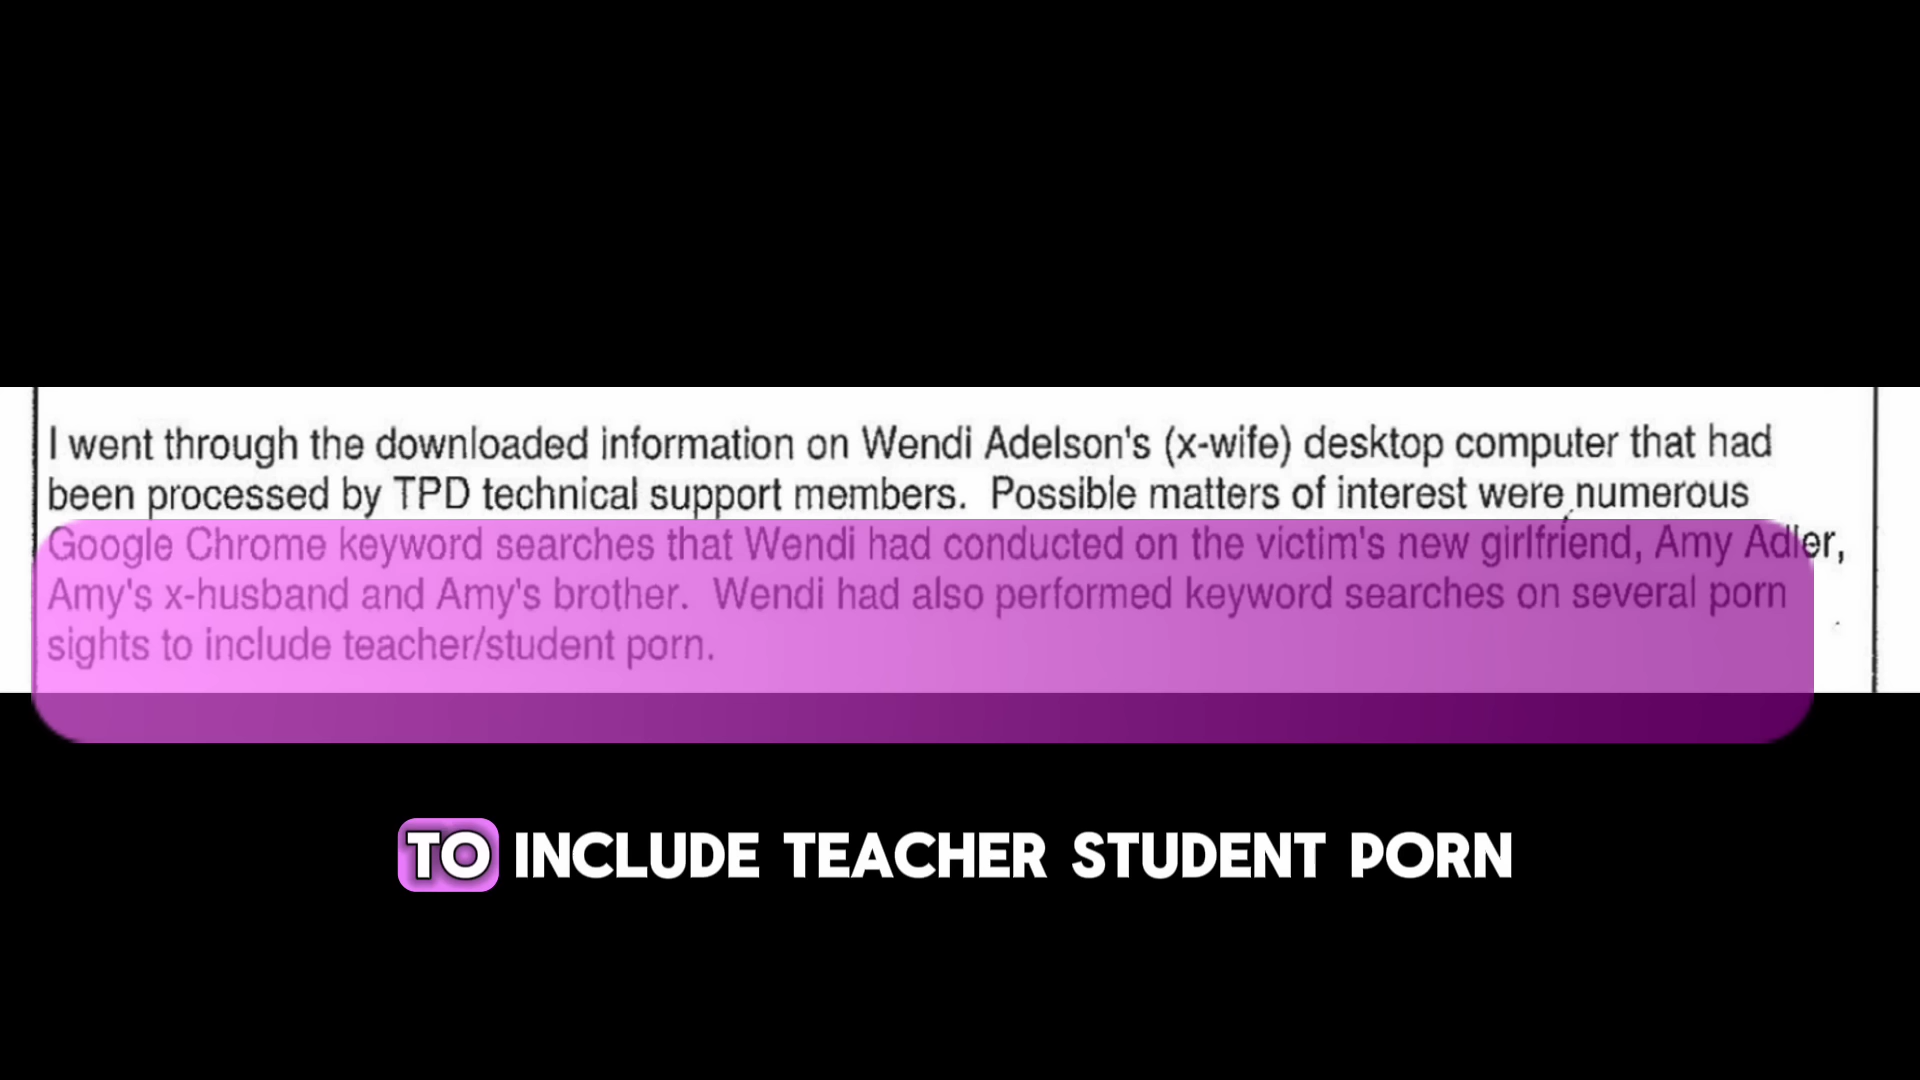 I went through the downloaded information on Wendi Adelson's (x-wife) desktop computer that had
been processed by TPD technical support members.  Possible matters of interest were numerous
Google Chrome keyword searches that Wendi had conducted on the victim's new girlfriend, Amy Adler,
Amy's x-husband and Amy's brother.  Wendi had also performed keyword searches on several porn
sights to include teacher/student porn.
TO INCLUDE TEACHER STUDENT PORN